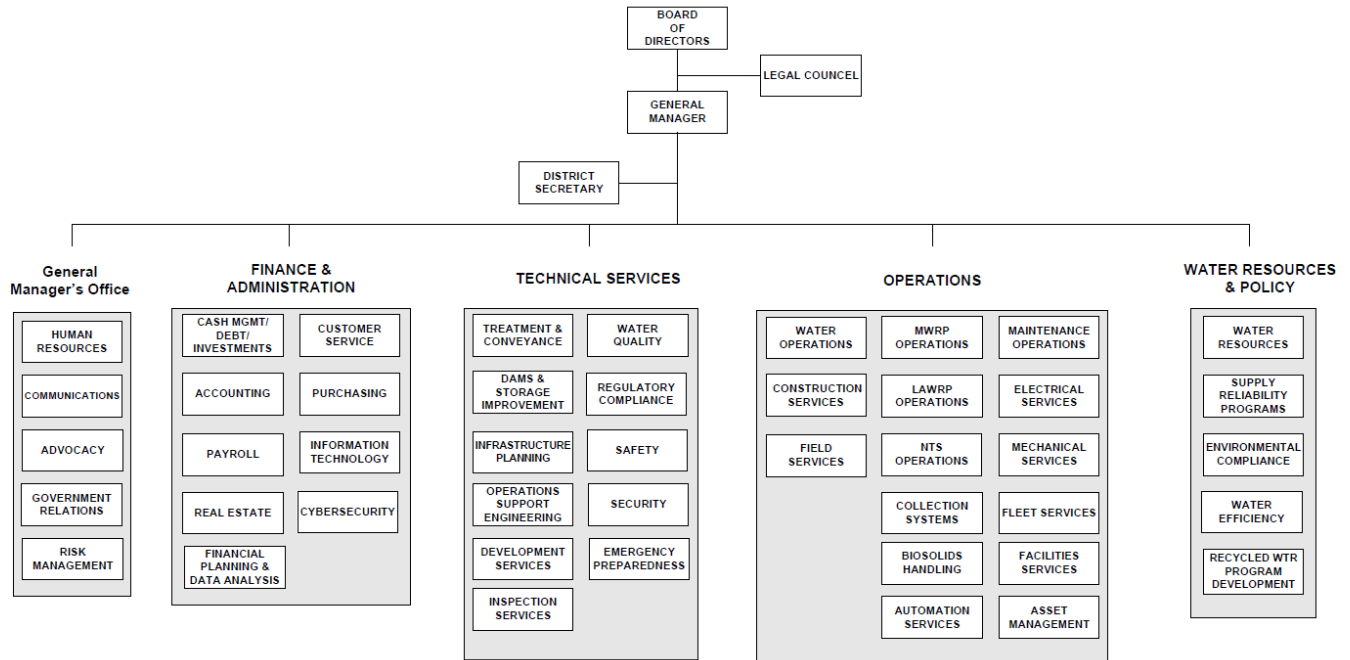 BOARD
OF
DIRECTORS
LEGAL COUNCEL
GENERAL
MANAGER
DISTRICT
SECRETARY
General
Manager's Office
HUMAN
RESOURCES
COMMUNICATIONS
ADVOCACY
GOVERNMENT
RELATIONS
RISK
MANAGEMENT
FINANCE &
ADMINISTRATION
CASH MGMT/
DEBT/
INVESTMENTS
ACCOUNTING
PAYROLL
REAL ESTATE
FINANCIAL
PLANNING &
DATA ANALYSIS
CUSTOMER
SERVICE
PURCHASING
INFORMATION
TECHNOLOGY
CYBERSECURITY
TECHNICAL SERVICES
TREATMENT &
CONVEYANCE
DAMS &
STORAGE
IMPROVEMENT
INFRASTRUCTURE
PLANNING
OPERATIONS
SUPPORT
ENGINEERING
DEVELOPMENT
SERVICES
INSPECTION
SERVICES
WATER
QUALITY
REGULATORY
COMPLIANCE
SAFETY
SECURITY
EMERGENCY
PREPAREDNESS
OPERATIONS
WATER
OPERATIONS
CONSTRUCTION
SERVICES
FIELD
SERVICES
MWRP
OPERATIONS
LAWRP
OPERATIONS
NTS
OPERATIONS
COLLECTION
SYSTEMS
BIOSOLIDS
HANDLING
AUTOMATION
SERVICES
MAINTENANCE
OPERATIONS
ELECTRICAL
SERVICES
MECHANICAL
SERVICES
FLEET SERVICES
FACILITIES
SERVICES
ASSET
MANAGEMENT
WATER RESOURCES
& POLICY
WATER
RESOURCES
SUPPLY
RELIABILITY
PROGRAMS
ENVIRONMENTAL
COMPLIANCE
WATER
EFFICIENCY
RECYCLED WTR
PROGRAM
DEVELOPMENT